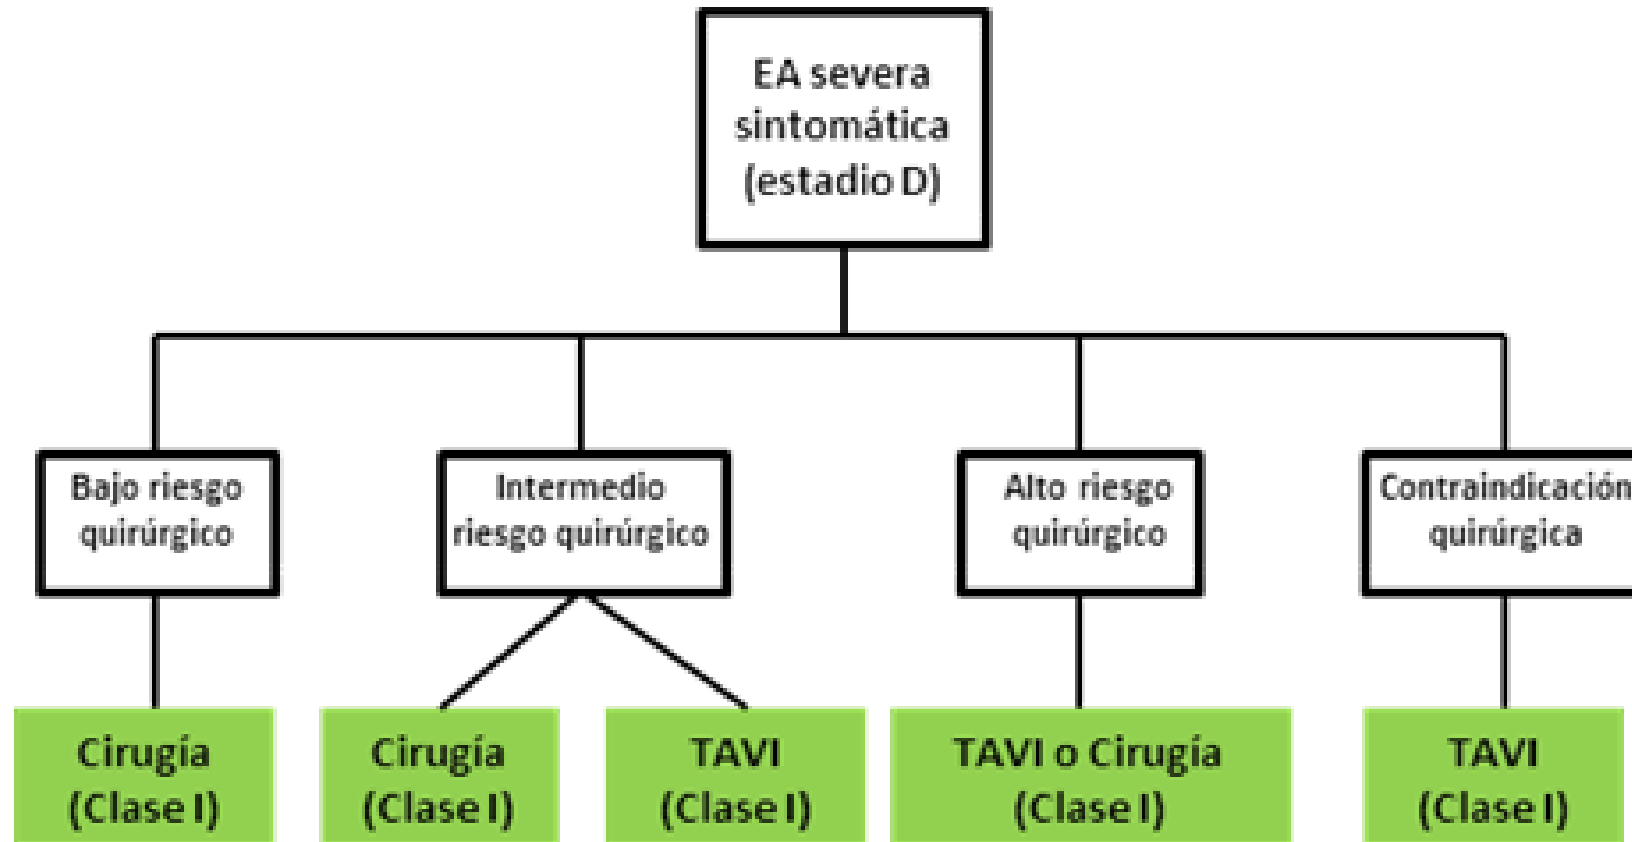 EA severa
sintomática
(estadio D)
Bajo riesgo
quirúrgico
Intermedio
riesgo quirúrgico
Alto riesgo
quirúrgico
Contraindicación
quirúrgica
Cirugía
(Clase I)
Cirugía
(Clase I)
TAVI
(Clase I)
TAVI o Cirugía
(Clase I)
TAVI
(Clase I)